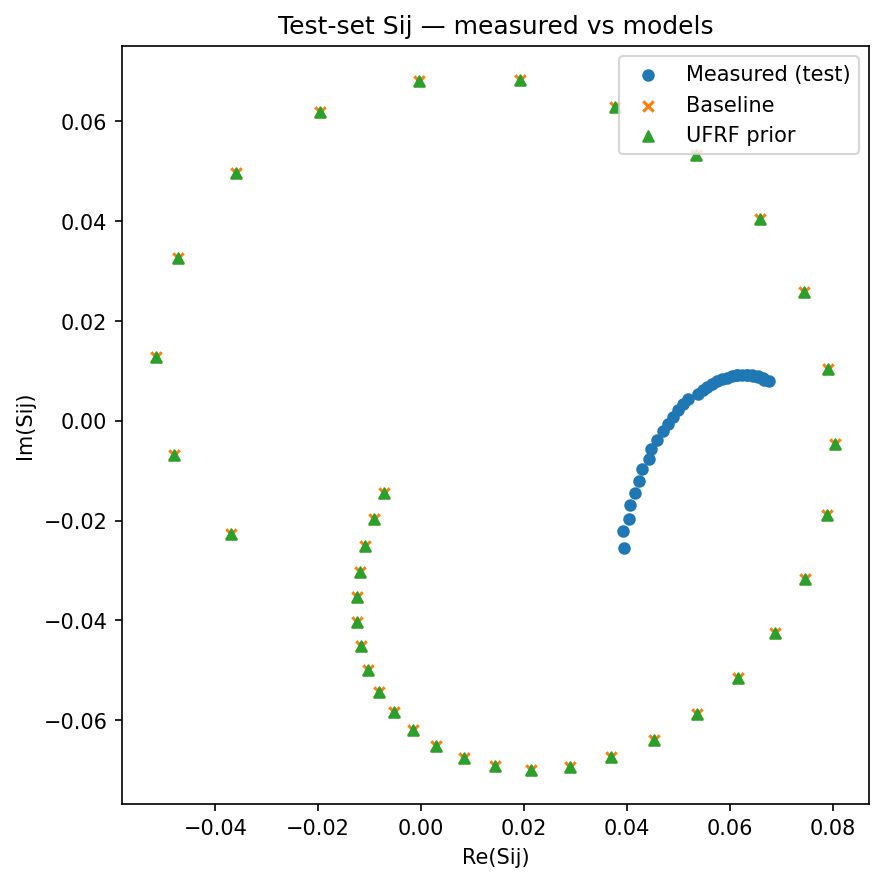 Test-set Sij — measured vs models
Measured (test)
Baseline
UFRF prior
0.06
0.04
0.02
0.00
−0.02
−0.04
−0.06
Im(Sij)
−0.04
−0.02
0.00
0.02
0.04
0.06
0.08
Re(Sij)